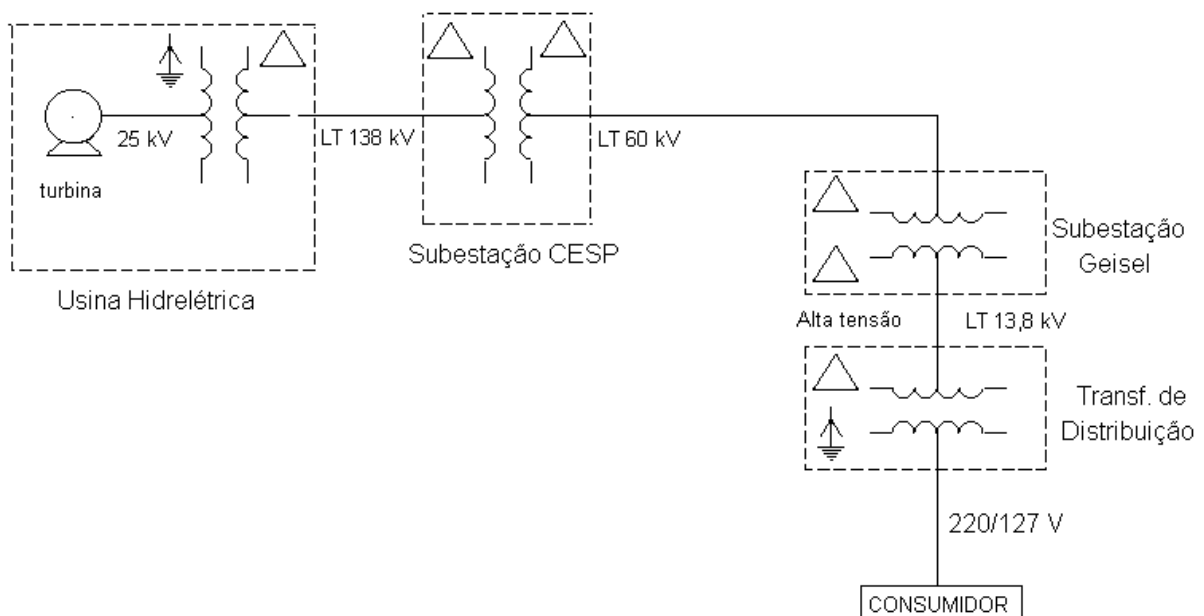 25 kV
turbina
Usina Hidrelétrica
LT 138 kV
Subestação CESP
LT 60 kV
Subestação
Geisel
Alta tensão
LT 13,8 kV
Transf. de
Distribuição
220/127 V
CONSUMIDOR